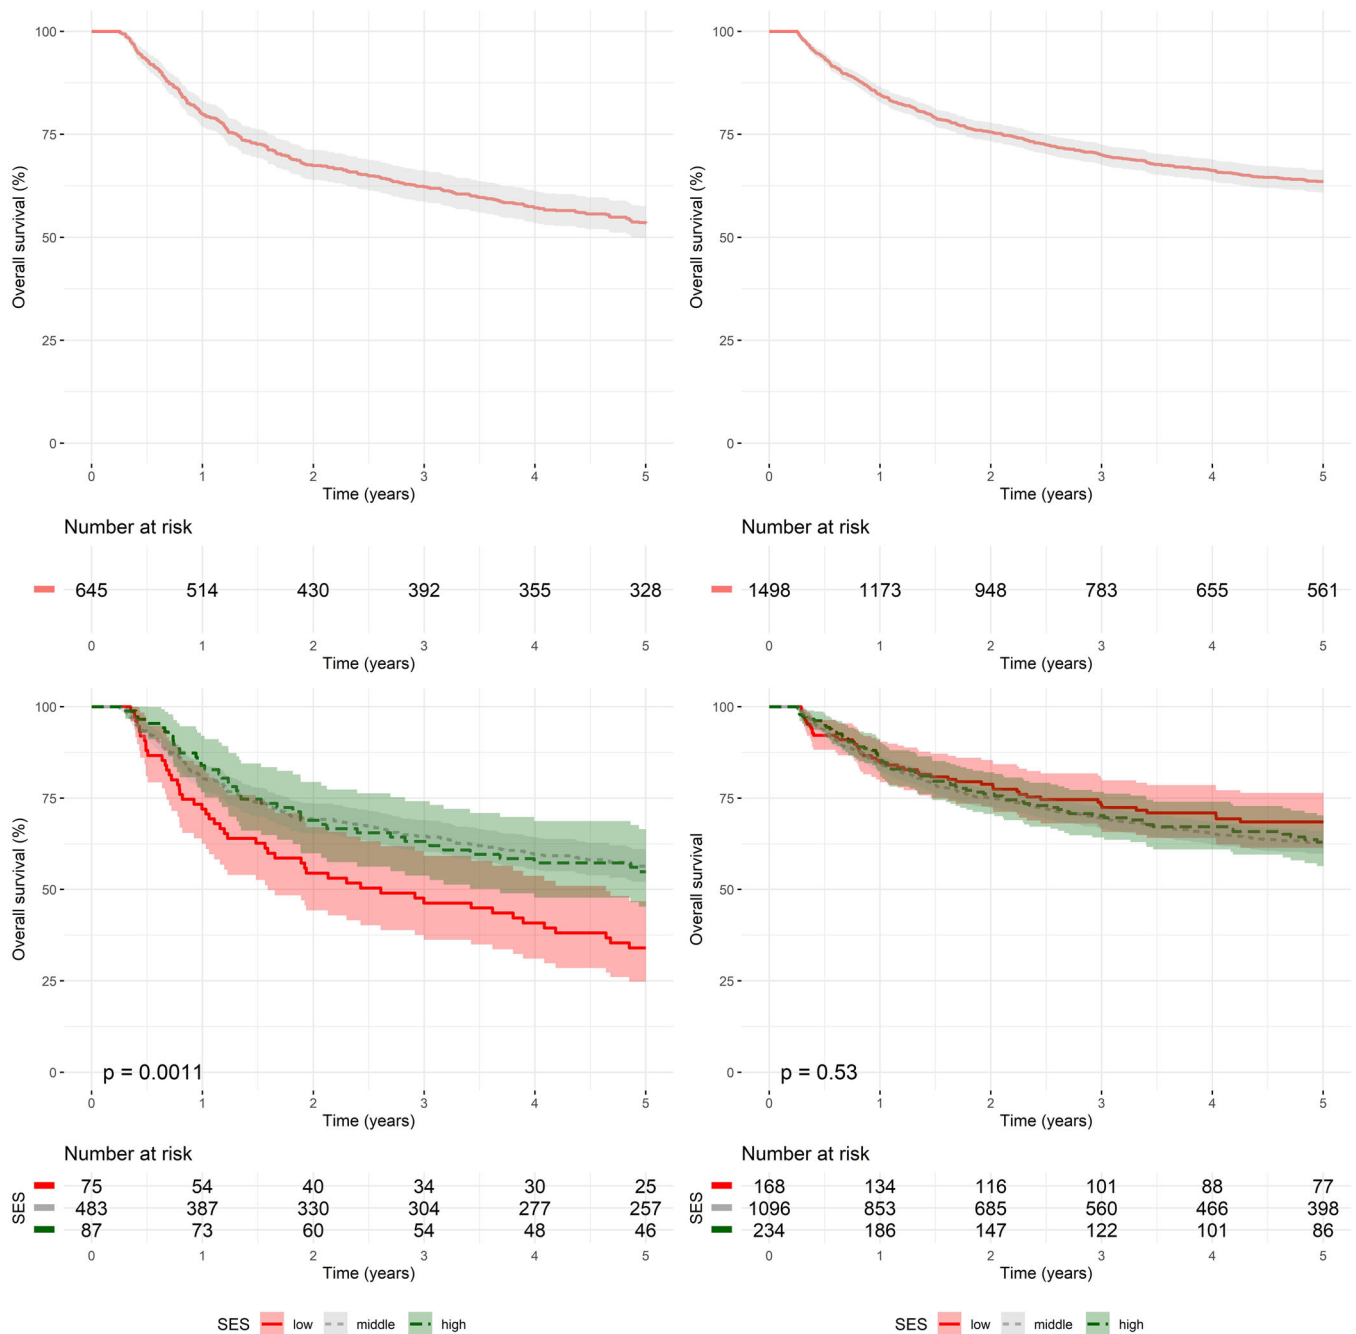 Overall survival (%)
100
75
50
25
0
0 1 2 3 4 5
Time (years)
Number at risk
645 514 430 392 355 328
0 1 2 3 4 5
Time (years)
Overall survival (%)
100
75
50
25
0
0 1 2 3 4 5
Time (years)
Number at risk
1498 1173 948 783 655 561
0 1 2 3 4 5
Time (years)
Overall survival (%)
100
75
50
25
0
p = 0.0011
0 1 2 3 4 5
Time (years)
Number at risk
SES
75 54 40 34 30 25
483 387 330 304 277 257
87 73 60 54 48 46
0 1 2 3 4 5
Time (years)
SES low middle high
Overall survival
100
75
50
25
0
p = 0.53
0 1 2 3 4 5
Time (years)
Number at risk
SES
168 134 116 101 88 77
1096 853 685 560 466 398
234 186 147 122 101 86
0 1 2 3 4 5
Time (years)
SES low middle high